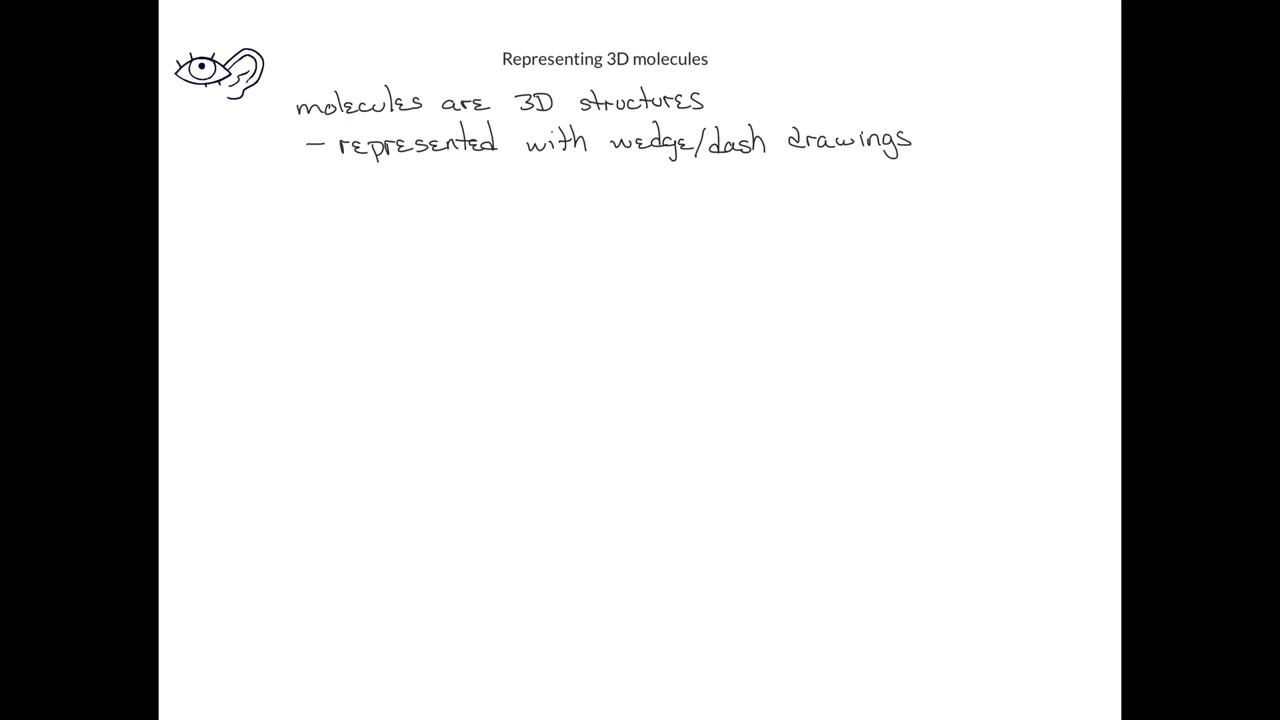 Representing 3D molecules
molecules are 3D structures
- represented with wedge/dash drawings